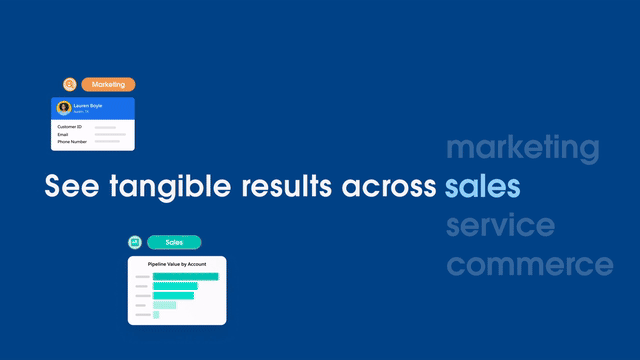 Marketing
Lauren Boyle
Austin, TX
Customer ID
Email
Phone Number
marketing
See tangible results across sales
service
commerce
Sales
Pipeline Value by Account